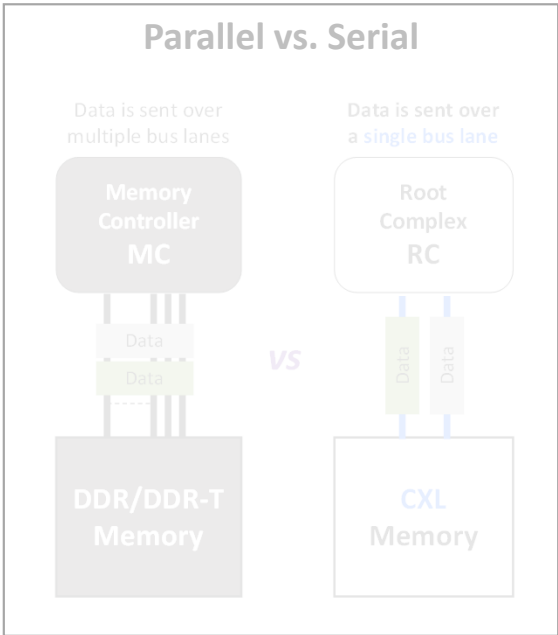 Parallel vs. Serial
Data is sent over
multiple bus lanes
Memory
Controller
MC
Data
Data
DDR/DDR-T
Memory
vs
Data is sent over
a single bus lane
Root
Complex
RC
Data
Data
CXL
Memory